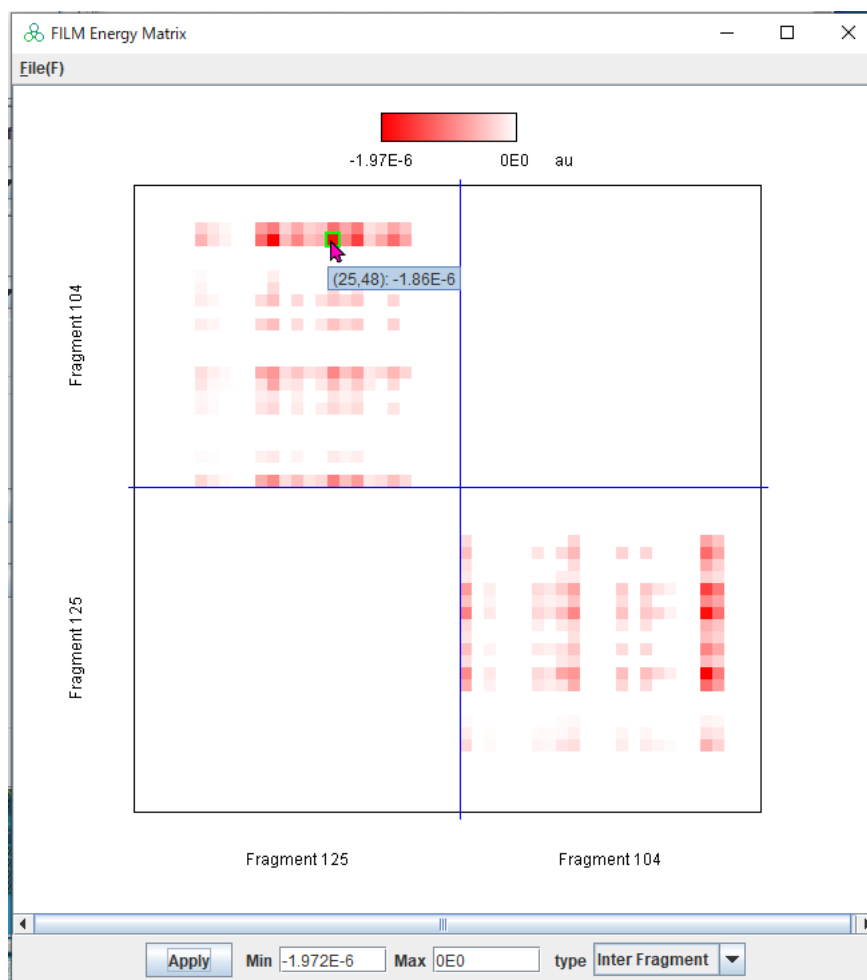 FILM Energy Matrix
File(F)
-1.97E-6 0E0 au
Fragment 104
(25,48): -1.86E-6
Fragment 125
Fragment 125 Fragment 104
Apply Min -1.972E-6 Max 0E0 type Inter Fragment